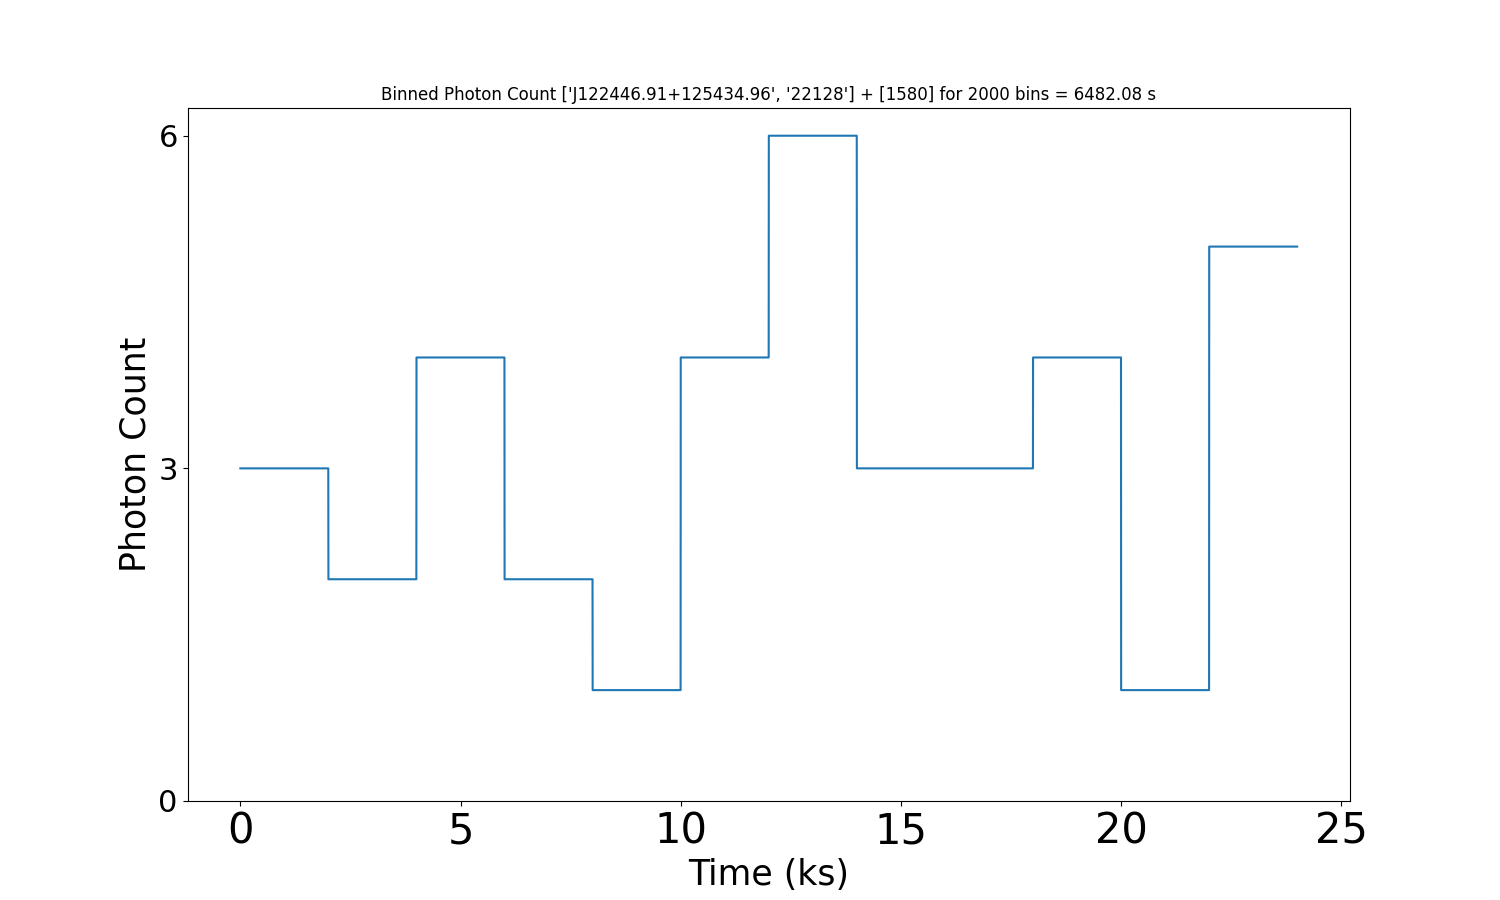 Binned Photon Count ['J122446.91+125434.96', '22128'] + [1580] for 2000 bins = 6482.08 s
6
3
0
Photon Count
0 5 10 15 20 25
Time (ks)